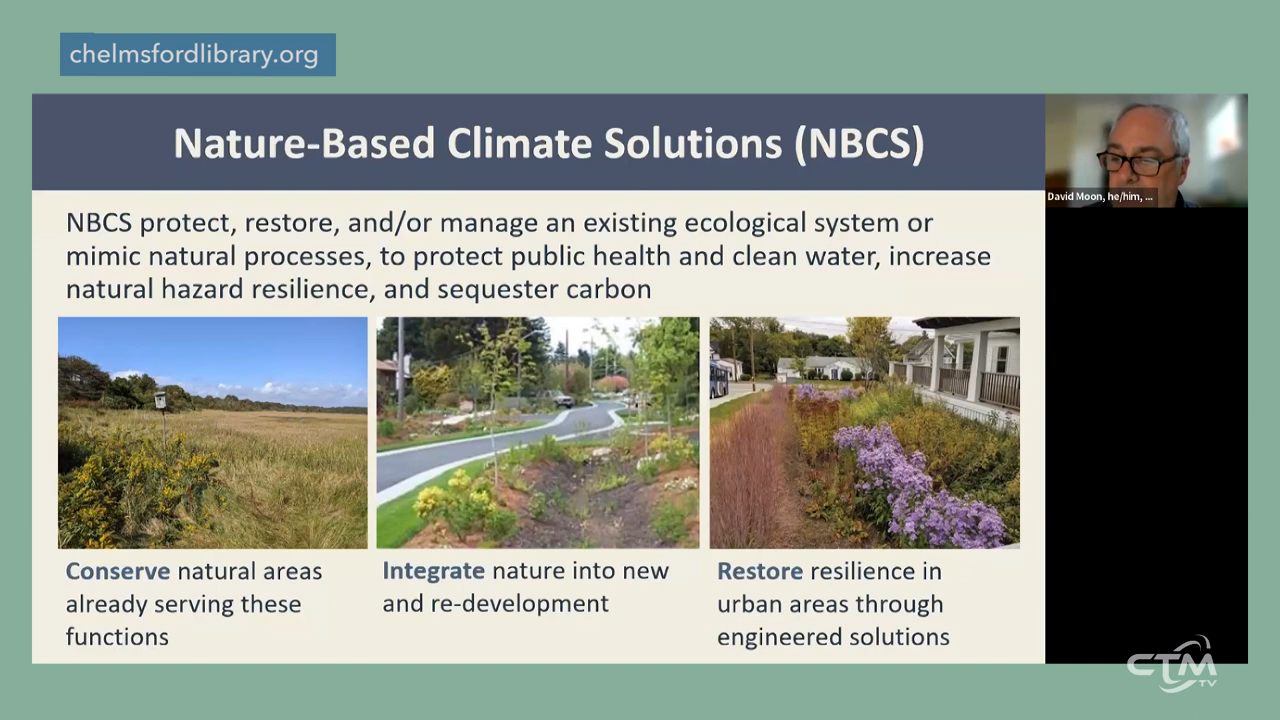 chelmsfordlibrary.org
Nature-Based Climate Solutions (NBCS)
David Moon, he/him, ...
NBCS protect, restore, and/or manage an existing ecological system or
mimic natural processes, to protect public health and clean water, increase
natural hazard resilience, and sequester carbon
Conserve natural areas
already serving these
functions
Integrate nature into new
and re-development
Restore resilience in
urban areas through
engineered solutions
CTM
TV